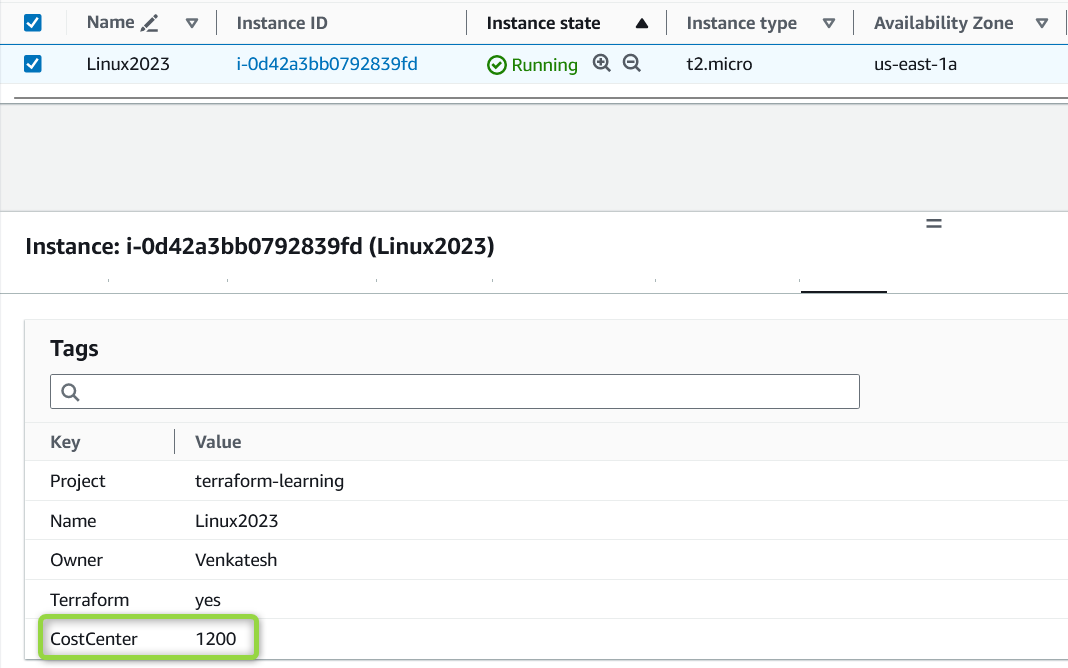 Name Instance ID Instance state Instance type Availability Zone
Linux2023 i-0d42a3bb0792839fd Running t2.micro us-east-1a
Instance: i-0d42a3bb0792839fd (Linux2023)
Tags
Key Value
Project terraform-learning
Name Linux2023
Owner Venkatesh
Terraform yes
CostCenter 1200